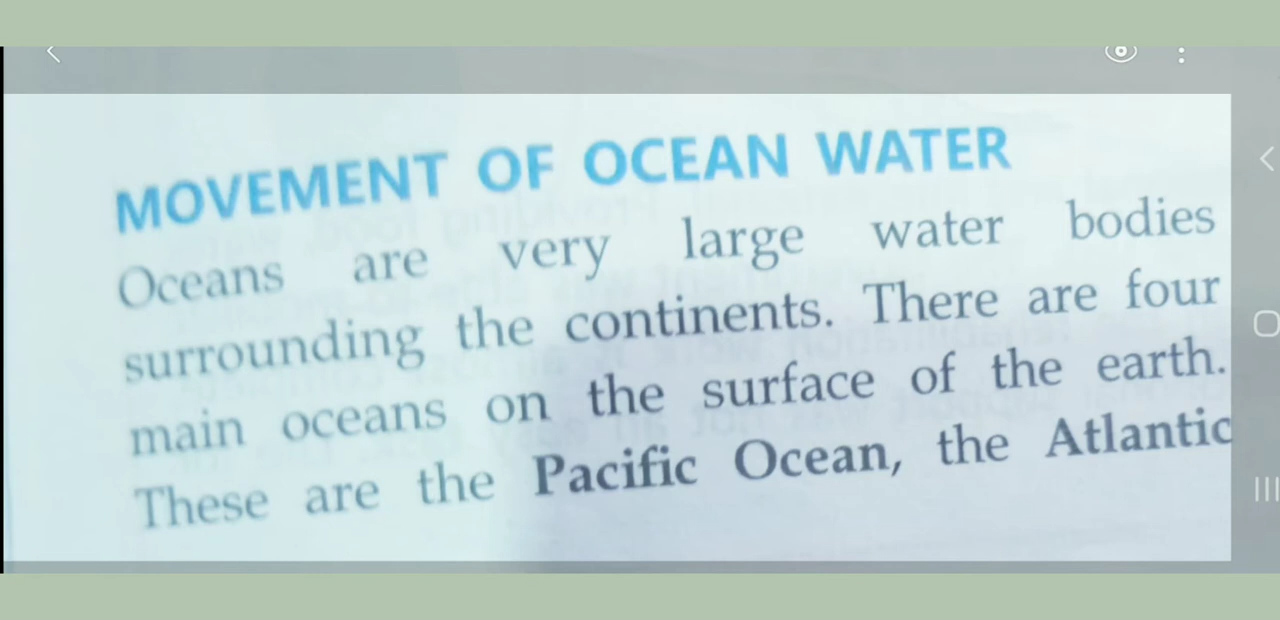 MOVEMENT OF OCEAN WATER
Oceans are very large water bodies
surrounding the continents. There are four
main oceans on the surface of the earth.
These are the Pacific Ocean, the Atlantic